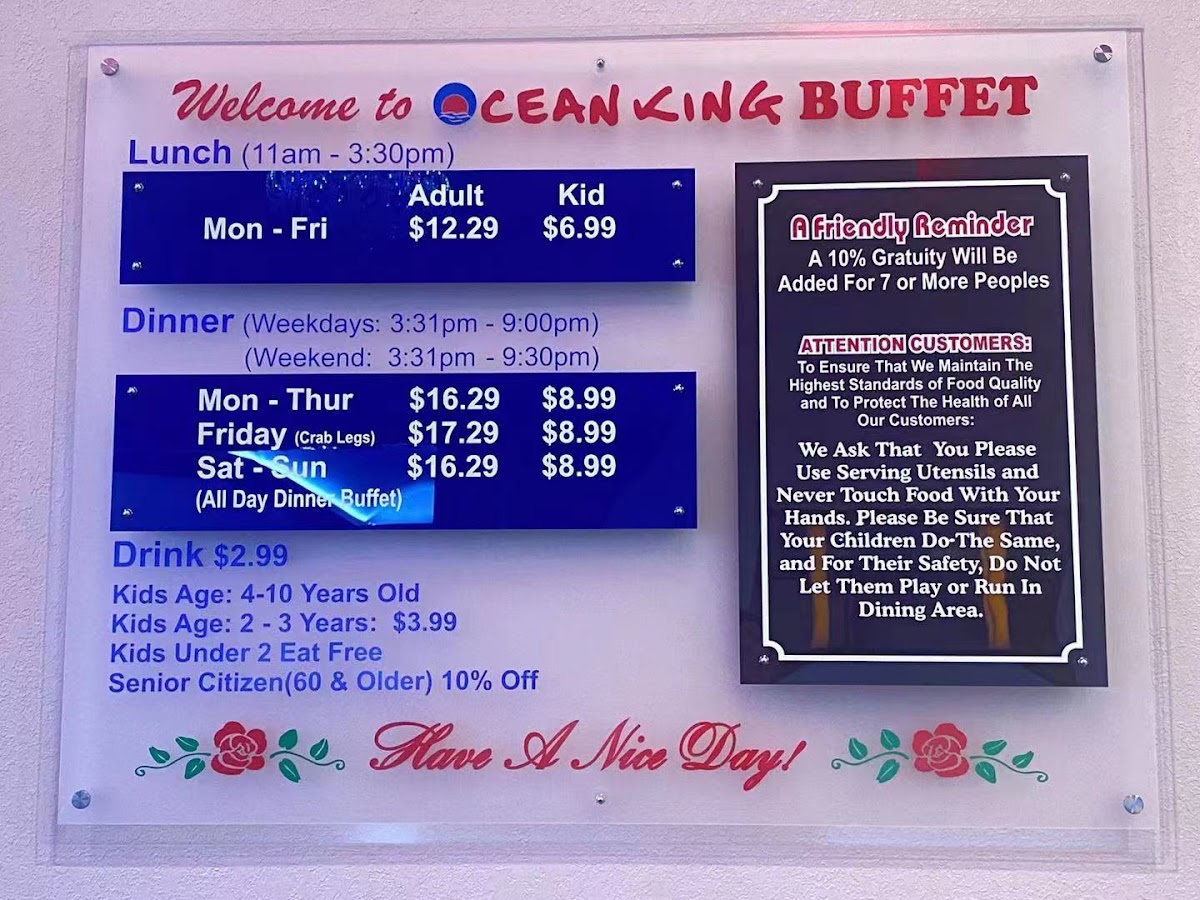 Welcome to OCEAN KING BUFFET
Lunch (11am - 3:30pm)
Adult Kid
Mon - Fri $12.29 $6.99
Dinner (Weekdays: 3:31pm - 9:00pm)
(Weekend: 3:31pm - 9:30pm)
Mon - Thur $16.29 $8.99
Friday (Crab Legs) $17.29 $8.99
Sat - Sun $16.29 $8.99
(All Day Dinner Buffet)
Drink $2.99
Kids Age: 4-10 Years Old
Kids Age: 2 - 3 Years: $3.99
Kids Under 2 Eat Free
Senior Citizen(60 & Older) 10% Off
A Friendly Reminder
A 10% Gratuity Will Be
Added For 7 or More Peoples
ATTENTION CUSTOMERS:
To Ensure That We Maintain The
Highest Standards of Food Quality
and To Protect The Health of All
Our Customers:
We Ask That You Please
Use Serving Utensils and
Never Touch Food With Your
Hands. Please Be Sure That
Your Children Do The Same,
and For Their Safety, Do Not
Let Them Play or Run In
Dining Area.
Have A Nice Day!